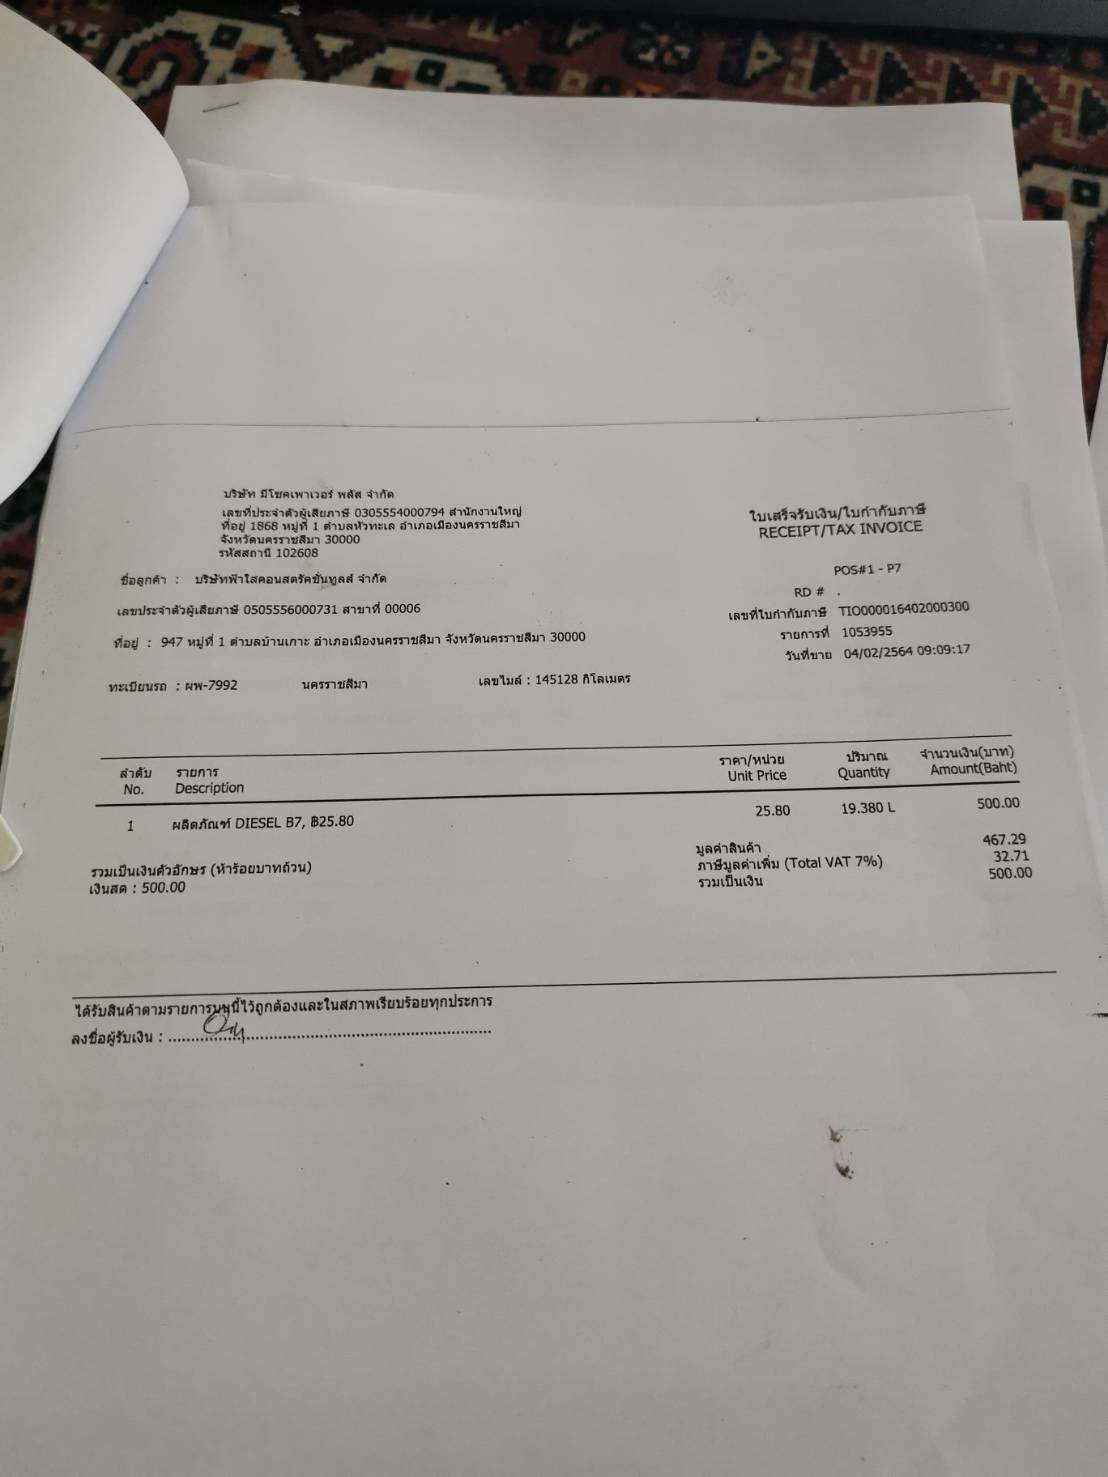 บริษัท มีโชคเพาเวอร์ พลัส จำกัด
เลขที่ประจำตัวผู้เสียภาษี 0305554000794 สำนักงานใหญ่
ที่อยู่ 1868 หมู่ที่ 1 ตำบลหัวทะเล อำเภอเมืองนครราชสีมา
จังหวัดนครราชสีมา 30000
รหัสสถานี 102608
ใบเสร็จรับเงิน/ใบกำกับภาษี
RECEIPT/TAX INVOICE
POS#1 - P7
RD # .
เลขที่ใบกำกับภาษี TIO000016402000300
รายการที่ 1053955
วันที่ขาย 04/02/2564 09:09:17
ชื่อลูกค้า : บริษัทฟ้าใสคอนสตรัคชั่นทูลส์ จำกัด
เลขประจำตัวผู้เสียภาษี 0505556000731 สาขาที่ 00006
ที่อยู่ : 947 หมู่ที่ 1 ตำบลบ้านเกาะ อำเภอเมืองนครราชสีมา จังหวัดนครราชสีมา 30000
ทะเบียนรถ : ผพ-7992 นครราชสีมา เลขไมล์ : 145128 กิโลเมตร
ลำดับ รายการ ราคา/หน่วย ปริมาณ จำนวนเงิน(บาท)
No. Description Unit Price Quantity Amount(Baht)
1 ผลิตภัณฑ์ DIESEL B7, ฿25.80 25.80 19.380 L 500.00
มูลค่าสินค้า 467.29
ภาษีมูลค่าเพิ่ม (Total VAT 7%) 32.71
รวมเป็นเงิน 500.00
รวมเป็นเงินตัวอักษร (ห้าร้อยบาทถ้วน)
เงินสด : 500.00
ได้รับสินค้าตามรายการบนนี้ไว้ถูกต้องและในสภาพเรียบร้อยทุกประการ
ลงชื่อผู้รับเงิน :